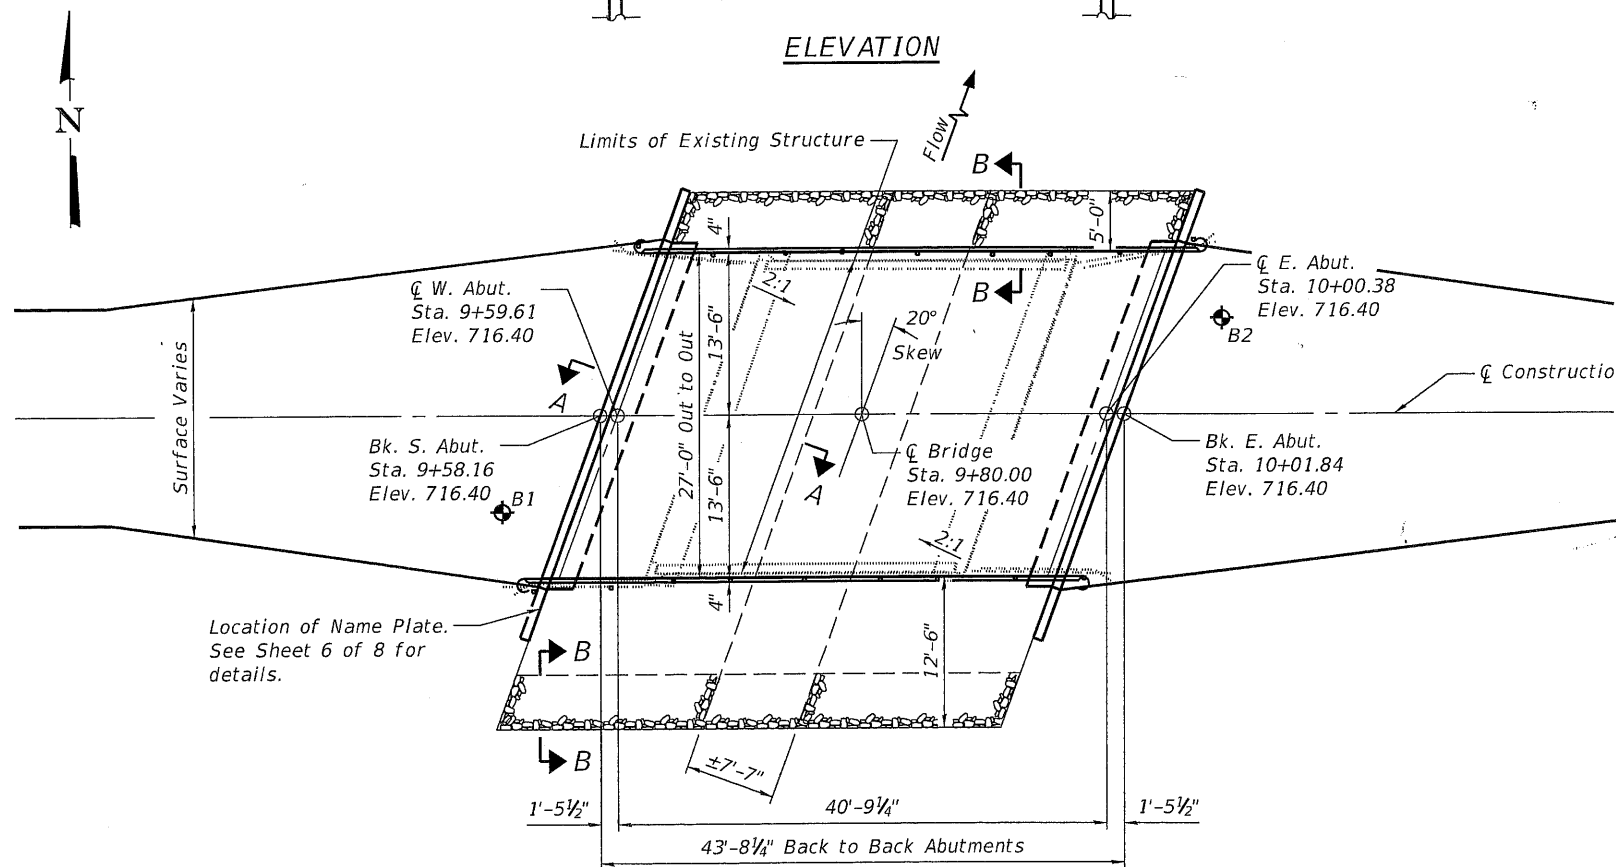 ELEVATION
N
Limits of Existing Structure
Flow
B
5'-0"
4"
℄ W. Abut.
Sta. 9+59.61
Elev. 716.40
2:1
B
℄ E. Abut.
Sta. 10+00.38
Elev. 716.40
B2
13'-6"
20°
Skew
Surface Varies
27'-0" Out to Out
A
℄ Constructio
Bk. S. Abut.
Sta. 9+58.16
Elev. 716.40
B1
13'-6"
A
℄ Bridge
Sta. 9+80.00
Elev. 716.40
Bk. E. Abut.
Sta. 10+01.84
Elev. 716.40
2:1
4"
Location of Name Plate.
See Sheet 6 of 8 for
details.
12'-6"
B
B
±7'-7"
1'-5½"
40'-9¼"
1'-5½"
43'-8¼" Back to Back Abutments